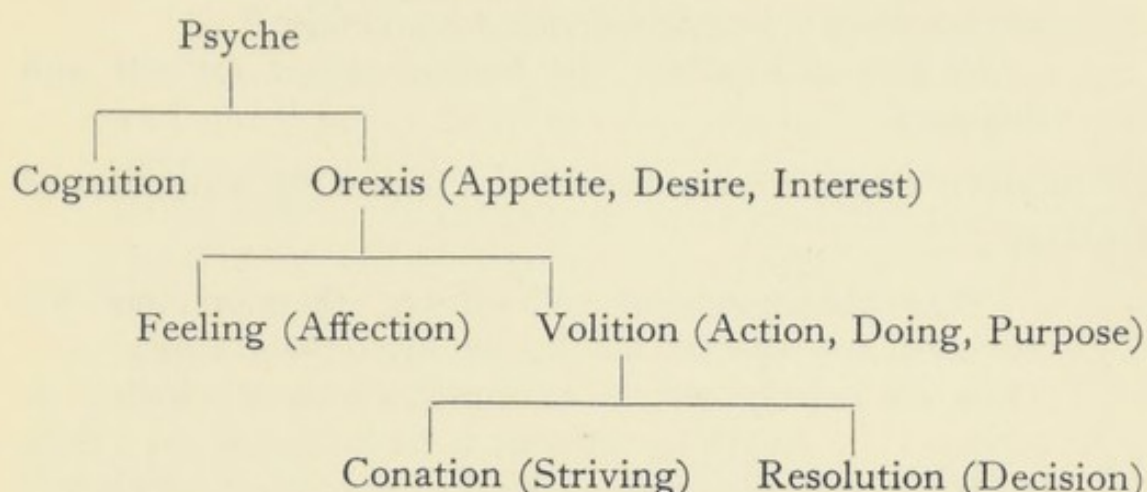 Psyche
Cognition Orexis (Appetite, Desire, Interest)
Feeling (Affection) Volition (Action, Doing, Purpose)
Conation (Striving) Resolution (Decision)